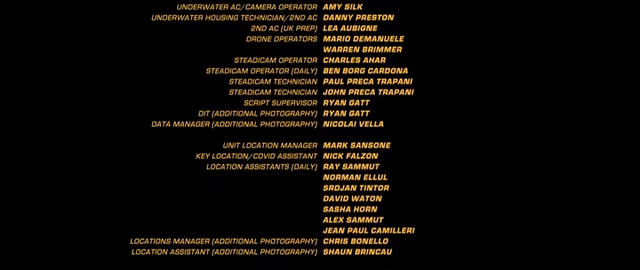 UNDERWATER AC/CAMERA OPERATOR AMY SILK
UNDERWATER HOUSING TECHNICIAN/2ND AC DANNY PRESTON
2ND AC (UK PREP) LEA AUBIGNE
DRONE OPERATORS MARIO DEMANUELE
WARREN BRIMMER
STEADICAM OPERATOR CHARLES AHAR
STEADICAM OPERATOR (DAILY) BEN BORG CARDONA
STEADICAM TECHNICIAN PAUL PRECA TRAPANI
STEADICAM TECHNICIAN JOHN PRECA TRAPANI
SCRIPT SUPERVISOR RYAN GATT
DIT (ADDITIONAL PHOTOGRAPHY) RYAN GATT
DATA MANAGER (ADDITIONAL PHOTOGRAPHY) NICOLAI VELLA
UNIT LOCATION MANAGER MARK SANSONE
KEY LOCATION/COVID ASSISTANT NICK FALZON
LOCATION ASSISTANTS (DAILY) RAY SAMMUT
NORMAN ELLUL
SRDJAN TINTOR
DAVID WATON
SASHA HORN
ALEX SAMMUT
JEAN PAUL CAMILLERI
LOCATIONS MANAGER (ADDITIONAL PHOTOGRAPHY) CHRIS BONELLO
LOCATION ASSISTANT (ADDITIONAL PHOTOGRAPHY) SHAUN BRINCAU